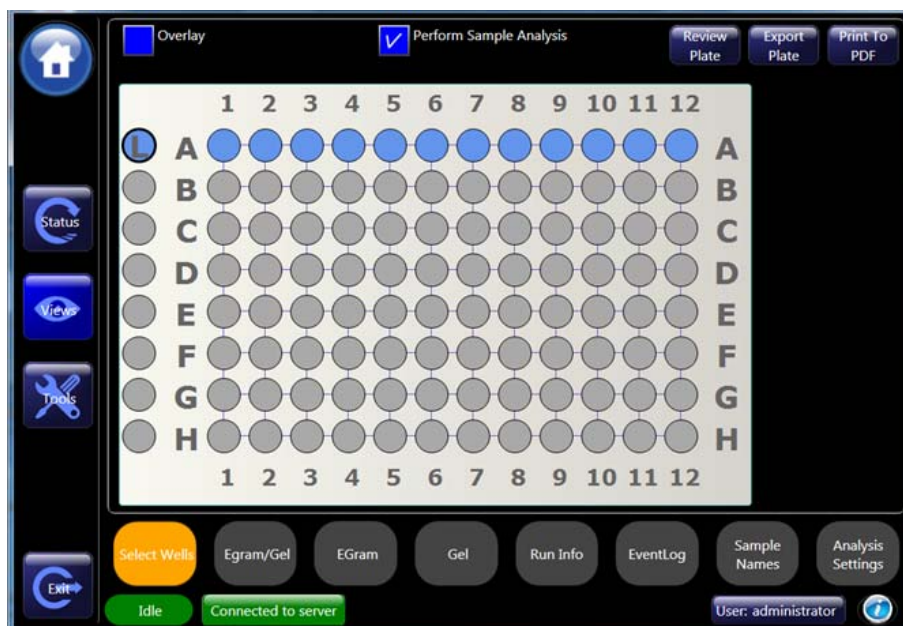 Overlay
Perform Sample Analysis
Review
Plate
Export
Plate
Print To
PDF
1 2 3 4 5 6 7 8 9 10 11 12
L A A
B B
C C
D D
E E
F F
G G
H H
1 2 3 4 5 6 7 8 9 10 11 12
Status
Views
Tools
Exit
Select Wells
Egram/Gel
EGram
Gel
Run Info
EventLog
Sample
Names
Analysis
Settings
Idle
Connected to server
User: administrator
i